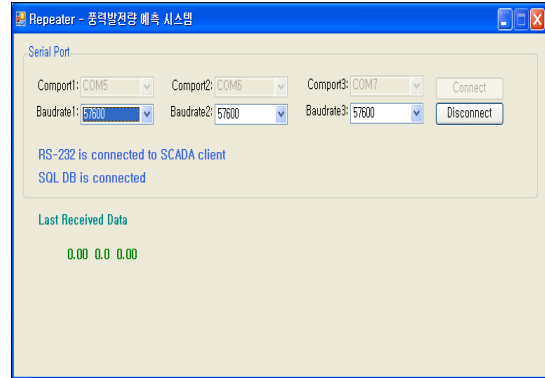 Repeater - 풍력발전량 예측 시스템
Serial Port
Comport1: COM5 Comport2: COM6 Comport3: COM7 Connect
Baudrate1: 57600 Baudrate2: 57600 Baudrate3: 57600 Disconnect
RS-232 is connected to SCADA client
SQL DB is connected
Last Received Data
0.00 0.0 0.00